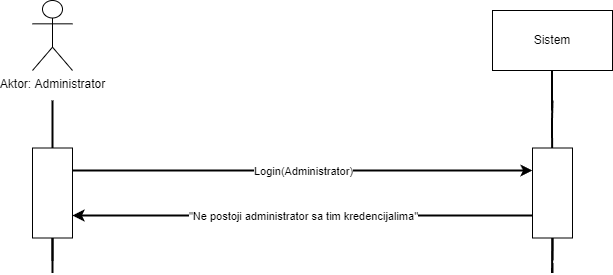 Sistem
Aktor: Administrator
Login(Administrator)
"Ne postoji administrator sa tim kredencijalima"